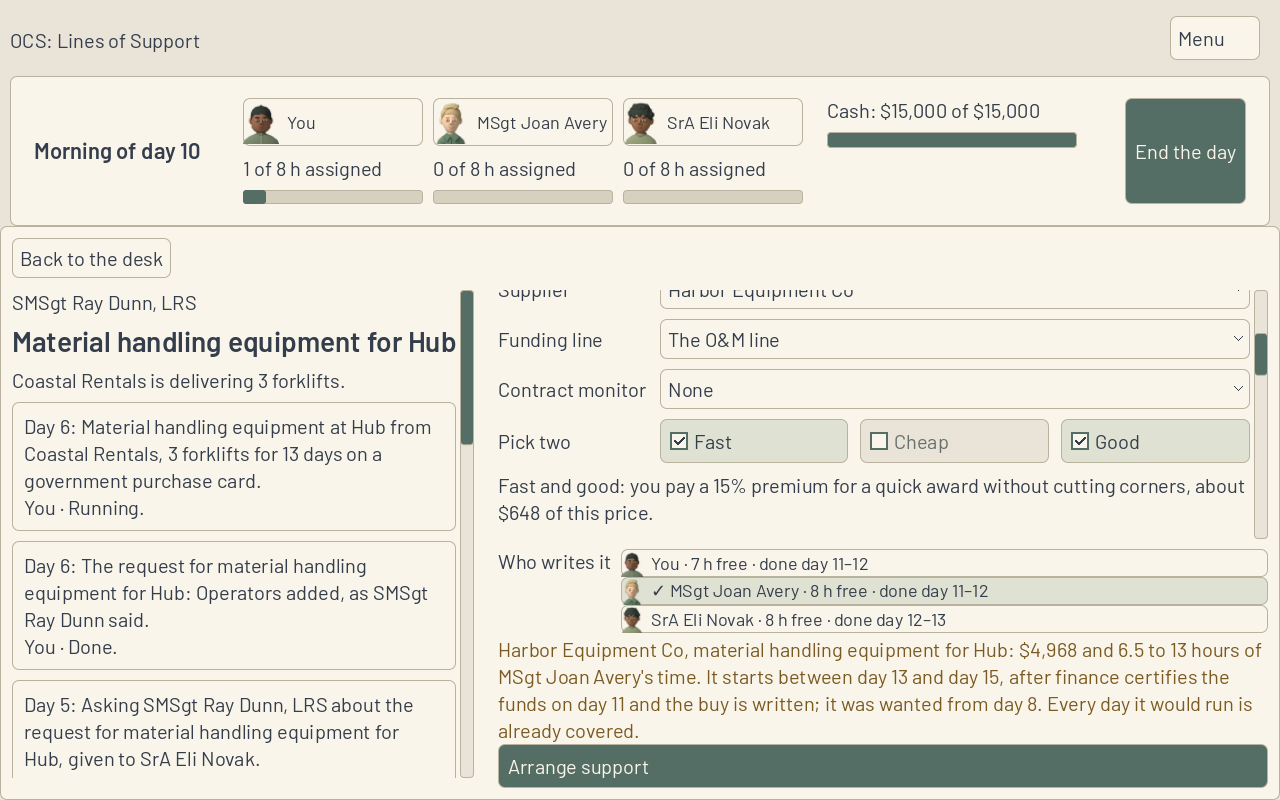 OCS: Lines of Support
Menu
Morning of day 10
You
1 of 8 h assigned
MSgt Joan Avery
0 of 8 h assigned
SrA Eli Novak
0 of 8 h assigned
Cash: $15,000 of $15,000
End the day
Back to the desk
SMSgt Ray Dunn, LRS
Material handling equipment for Hub
Coastal Rentals is delivering 3 forklifts.
Day 6: Material handling equipment at Hub from
Coastal Rentals, 3 forklifts for 13 days on a
government purchase card.
You · Running.
Day 6: The request for material handling
equipment for Hub: Operators added, as SMSgt
Ray Dunn said.
You · Done.
Day 5: Asking SMSgt Ray Dunn, LRS about the
request for material handling equipment for
Hub, given to SrA Eli Novak.
Supplier
Harbor Equipment Co
Funding line
The O&M line
Contract monitor
None
Pick two
Fast
Cheap
Good
Fast and good: you pay a 15% premium for a quick award without cutting corners, about
$648 of this price.
Who writes it
You · 7 h free · done day 11–12
✓ MSgt Joan Avery · 8 h free · done day 11–12
SrA Eli Novak · 8 h free · done day 12–13
Harbor Equipment Co, material handling equipment for Hub: $4,968 and 6.5 to 13 hours of
MSgt Joan Avery's time. It starts between day 13 and day 15, after finance certifies the
funds on day 11 and the buy is written; it was wanted from day 8. Every day it would run is
already covered.
Arrange support